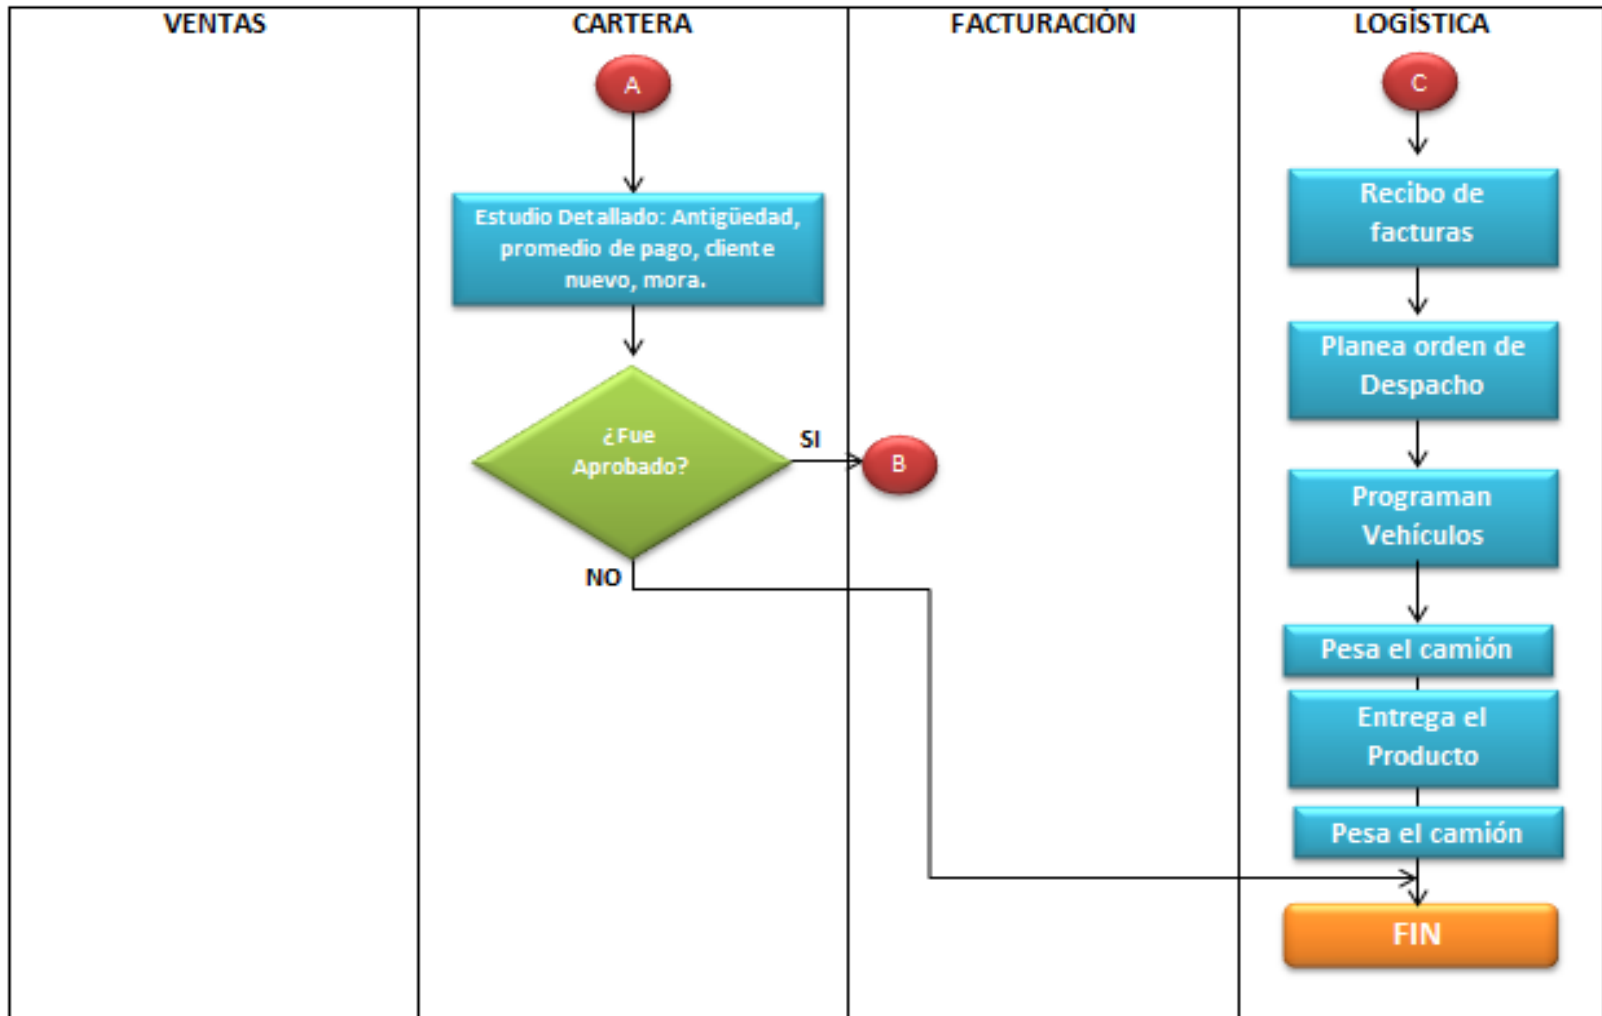 VENTAS
CARTERA
FACTURACIÓN
LOGÍSTICA
A
Estudio Detallado: Antigüedad,
promedio de pago, cliente
nuevo, mora.
¿Fue
Aprobado?
SI
B
NO
C
Recibo de
facturas
Planea orden de
Despacho
Programan
Vehículos
Pesa el camión
Entrega el
Producto
Pesa el camión
FIN